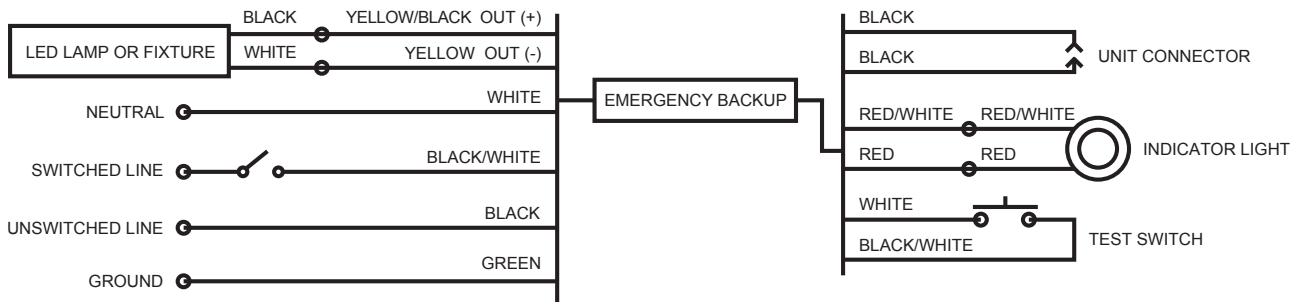 BLACK YELLOW/BLACK OUT (+)
LED LAMP OR FIXTURE
WHITE YELLOW OUT (-)
WHITE
NEUTRAL
BLACK/WHITE
SWITCHED LINE
BLACK
UNSWITCHED LINE
GREEN
GROUND
EMERGENCY BACKUP
BLACK
BLACK
UNIT CONNECTOR
RED/WHITE RED/WHITE
RED RED
INDICATOR LIGHT
WHITE
BLACK/WHITE
TEST SWITCH